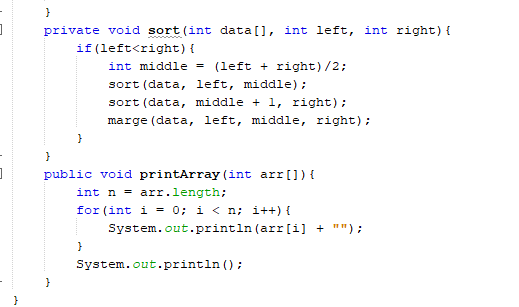 }
private void sort(int data[], int left, int right){
if(left<right){
int middle = (left + right)/2;
sort(data, left, middle);
sort(data, middle + 1, right);
marge(data, left, middle, right);
}
}
public void printArray(int arr[]){
int n = arr.length;
for(int i = 0; i < n; i++){
System.out.println(arr[i] + "");
}
System.out.println();
}
}